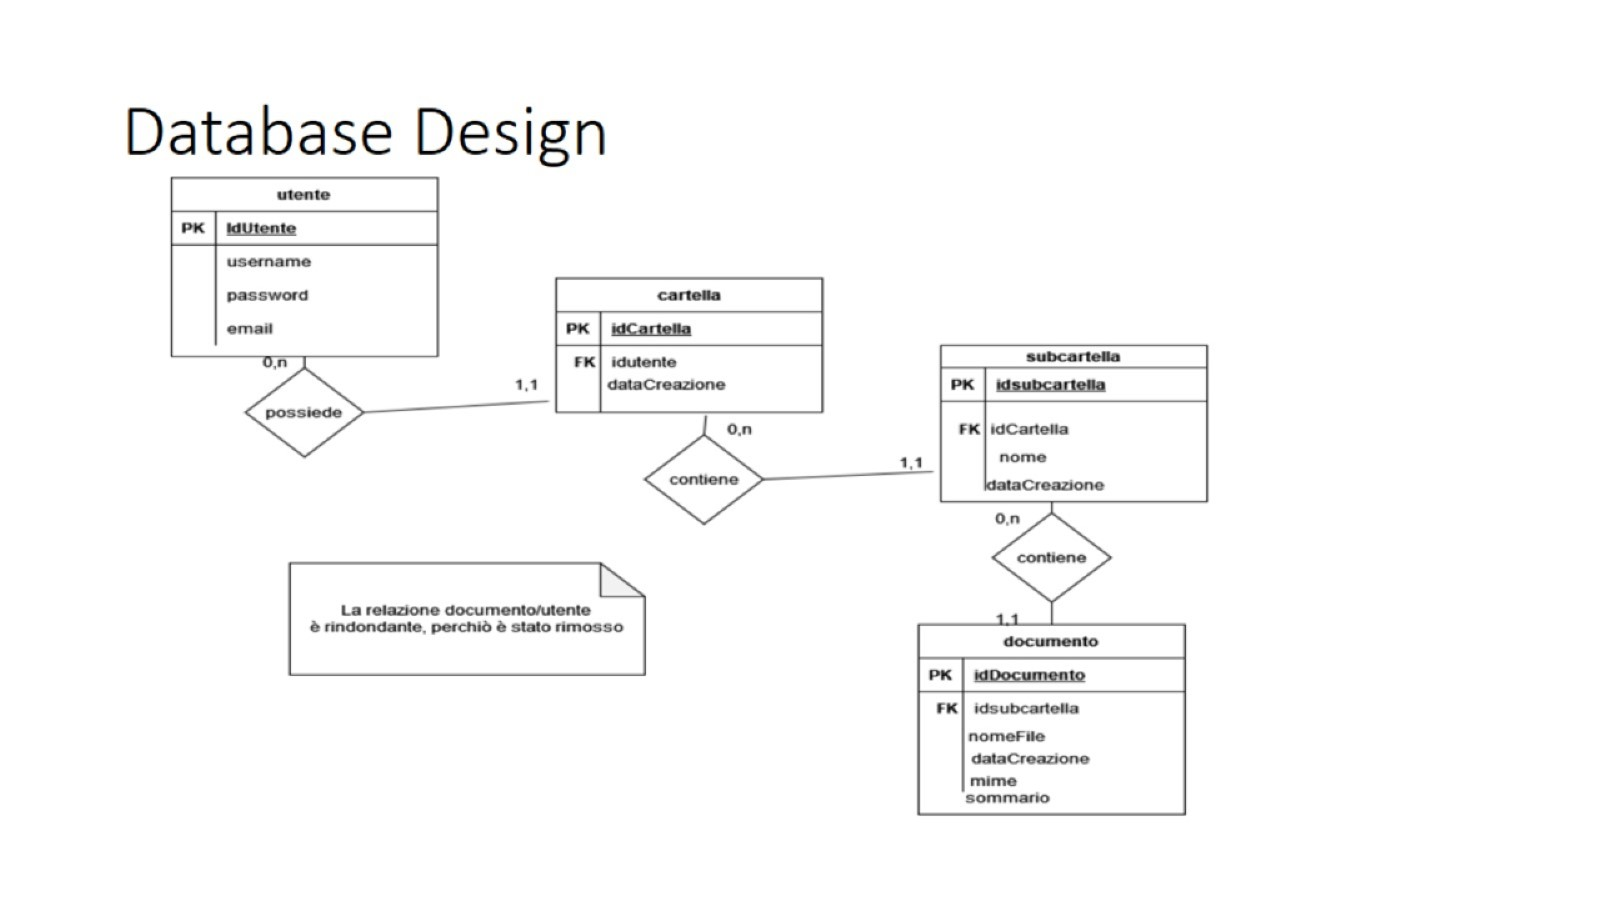 Database Design
utente
PK IdUtente
username
password
email
0,n
possiede
1,1
cartella
PK idCartella
FK idutente
dataCreazione
0,n
contiene
1,1
subcartella
PK idsubcartella
FK idCartella
nome
dataCreazione
0,n
contiene
1,1
documento
PK idDocumento
FK idsubcartella
nomeFile
dataCreazione
mime
sommario
La relazione documento/utente
è rindondante, perchiò è stato rimosso